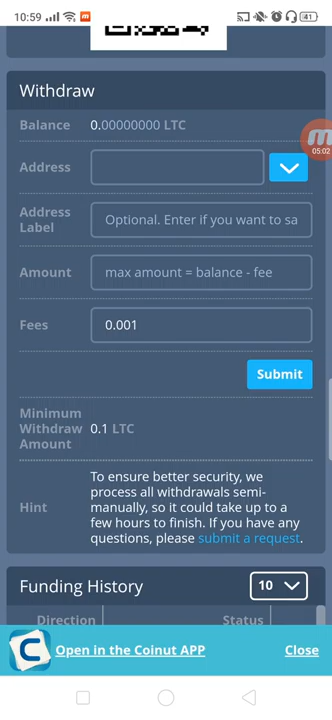 10:59
41
05:02
Withdraw
Balance 0.00000000 LTC
Address
Address
Label
Optional. Enter if you want to sa
Amount max amount = balance - fee
Fees 0.001
Submit
Minimum
Withdraw
Amount
0.1 LTC
Hint
To ensure better security, we
process all withdrawals semi-
manually, so it could take up to a
few hours to finish. If you have any
questions, please submit a request.
Funding History 10
Direction Status
Open in the Coinut APP Close